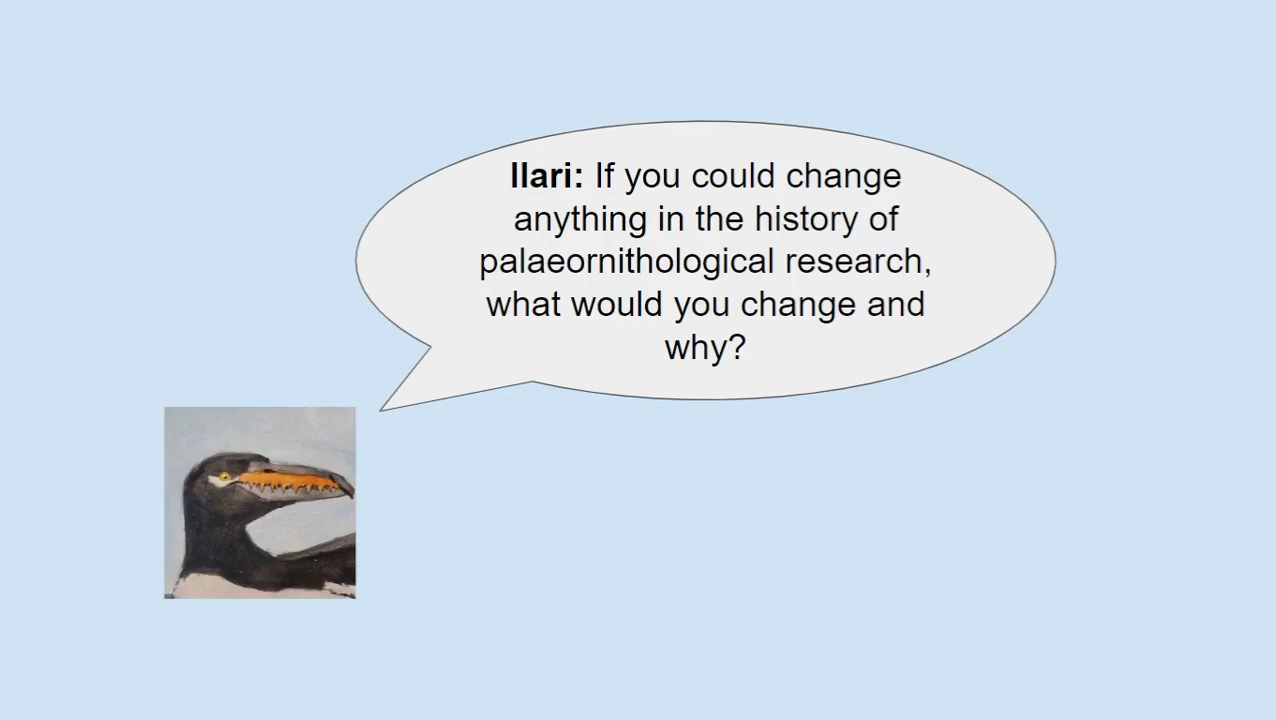 Ilari: If you could change
anything in the history of
palaeornithological research,
what would you change and
why?